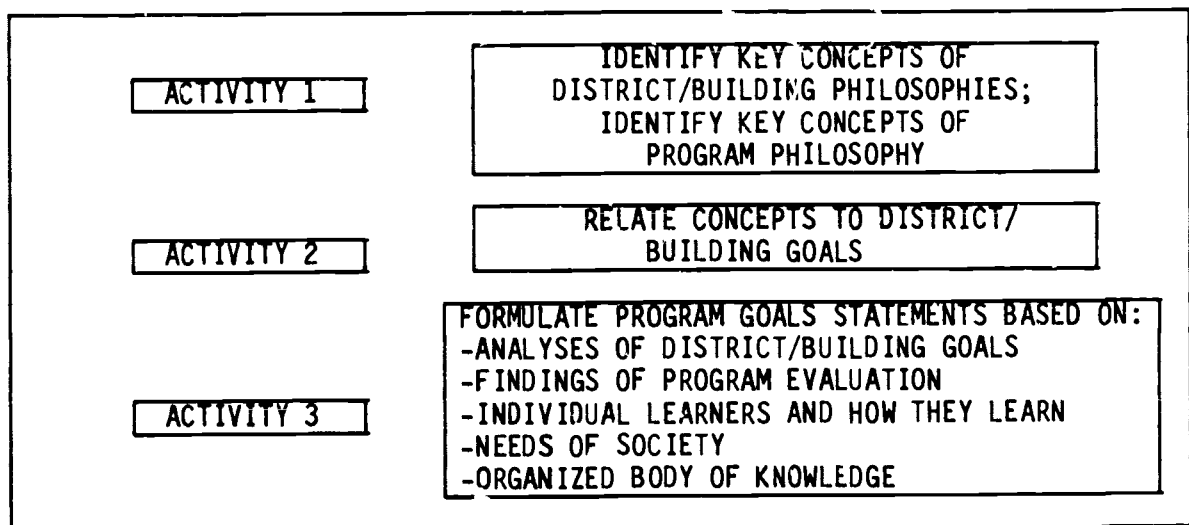 ACTIVITY 1
IDENTIFY KEY CONCEPTS OF
DISTRICT/BUILDING PHILOSOPHIES;
IDENTIFY KEY CONCEPTS OF
PROGRAM PHILOSOPHY
ACTIVITY 2
RELATE CONCEPTS TO DISTRICT/
BUILDING GOALS
ACTIVITY 3
FORMULATE PROGRAM GOALS STATEMENTS BASED ON:
-ANALYSES OF DISTRICT/BUILDING GOALS
-FINDINGS OF PROGRAM EVALUATION
-INDIVIDUAL LEARNERS AND HOW THEY LEARN
-NEEDS OF SOCIETY
-ORGANIZED BODY OF KNOWLEDGE